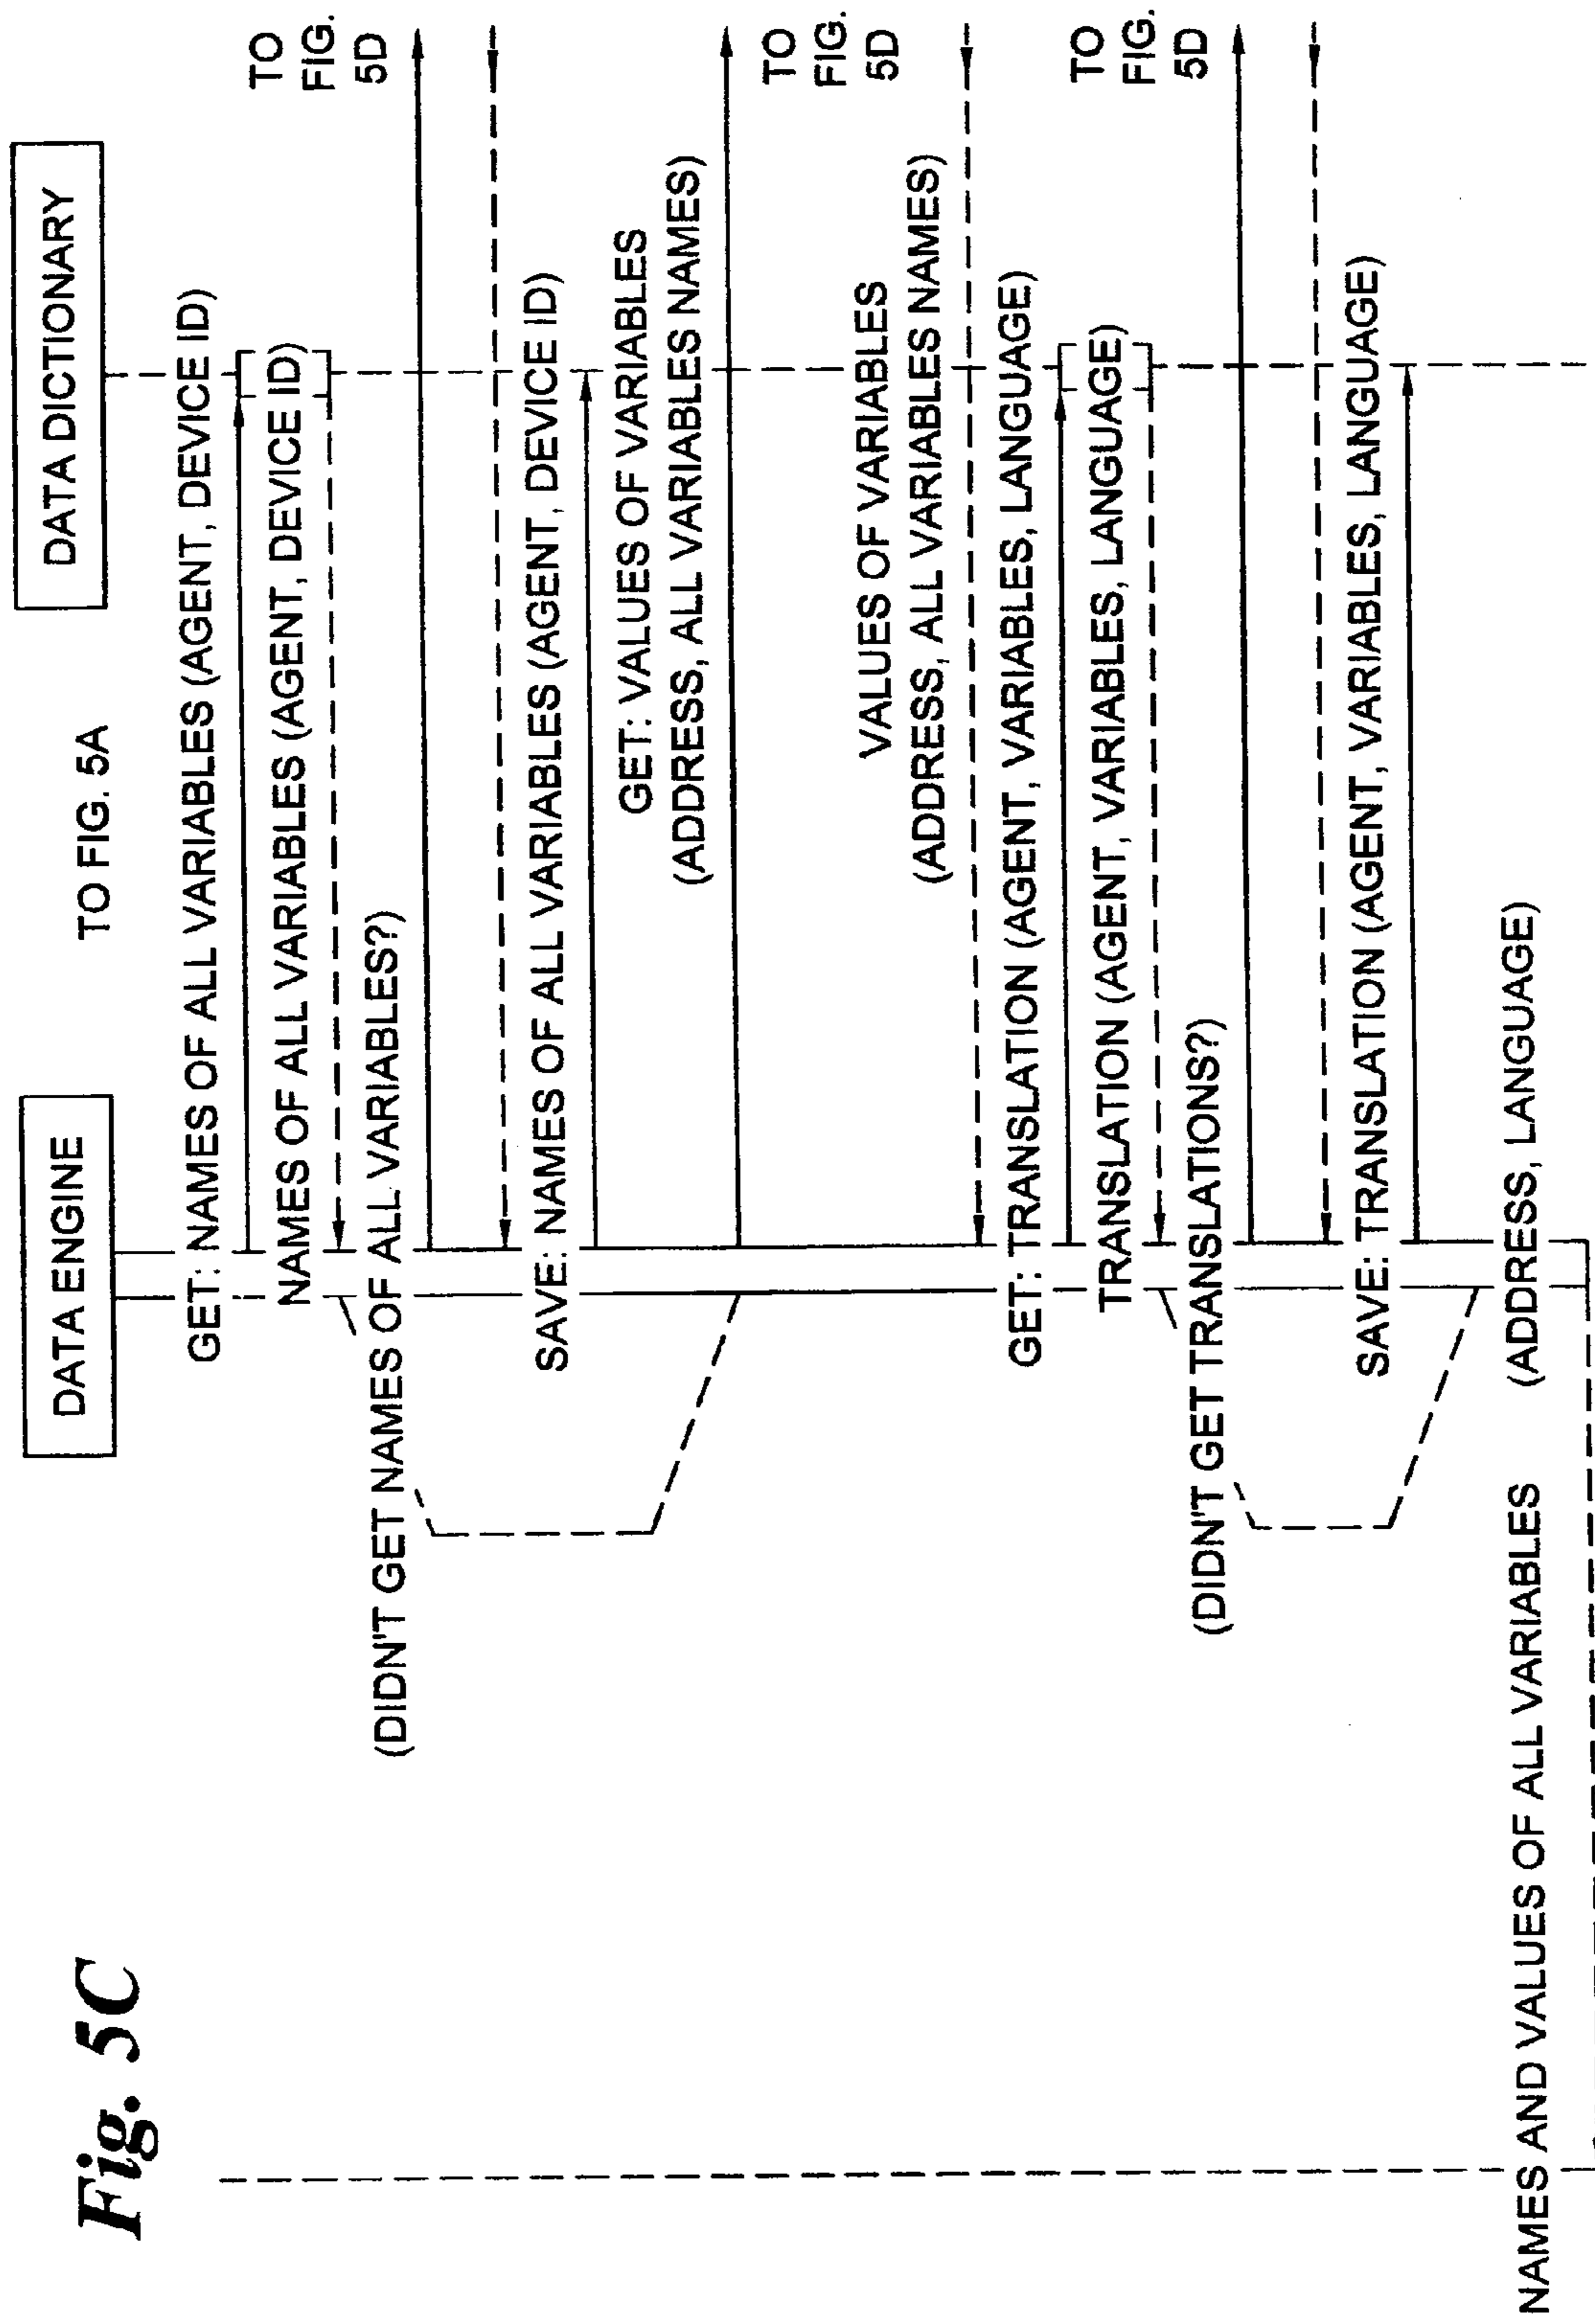 Fig. 5C
TO FIG. 5A
DATA ENGINE
DATA DICTIONARY
GET: NAMES OF ALL VARIABLES (AGENT, DEVICE ID)
NAMES OF ALL VARIABLES (AGENT, DEVICE ID)
TO
FIG.
5D
(DIDN'T GET NAMES OF ALL VARIABLES?)
SAVE: NAMES OF ALL VARIABLES (AGENT, DEVICE ID)
GET: VALUES OF VARIABLES
(ADDRESS, ALL VARIABLES NAMES)
TO
FIG.
5D
VALUES OF VARIABLES
(ADDRESS, ALL VARIABLES NAMES)
GET: TRANSLATION (AGENT, VARIABLES, LANGUAGE)
TRANSLATION (AGENT, VARIABLES, LANGUAGE)
TO
FIG.
5D
(DIDN'T GET TRANSLATIONS?)
SAVE: TRANSLATION (AGENT, VARIABLES, LANGUAGE)
NAMES AND VALUES OF ALL VARIABLES (ADDRESS, LANGUAGE)